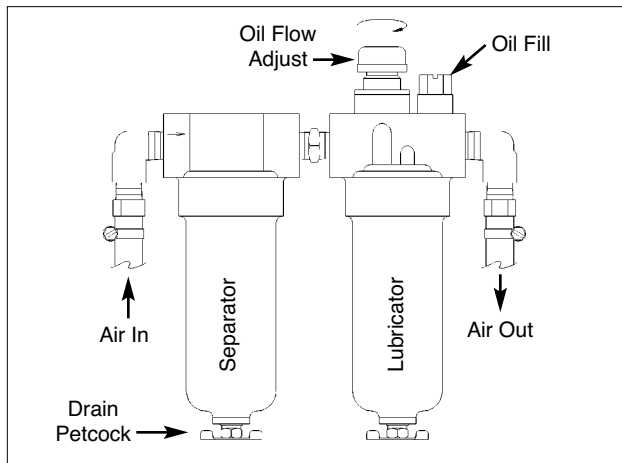 Oil Flow
Adjust
Oil Fill
Separator
Lubricator
Air In
Air Out
Drain
Petcock